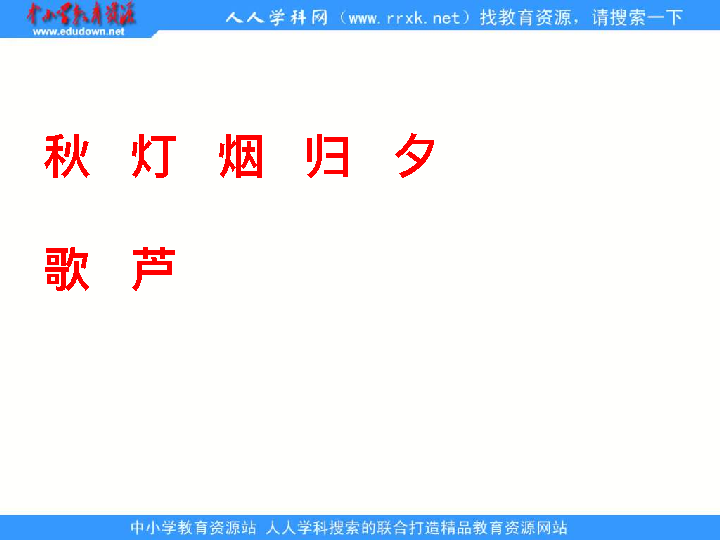 中小学教育资源
www.edudown.net
人人学科网（www.rrxk.net）找教育资源，请搜索一下
秋 灯 烟 归 夕
歌 芦
中小学教育资源站 人人学科搜索的联合打造精品教育资源网站